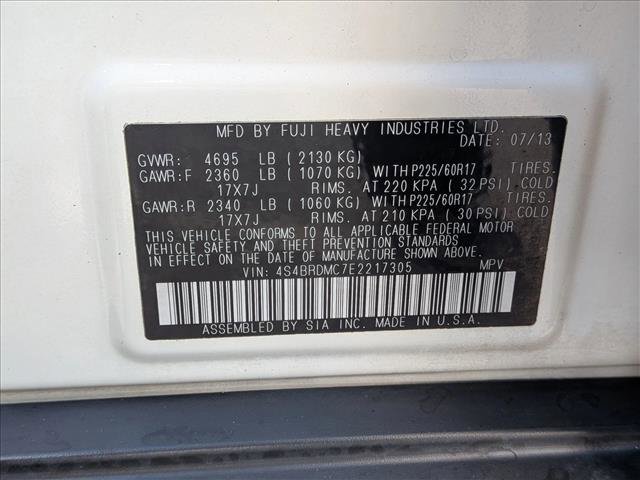 MFD BY FUJI HEAVY INDUSTRIES LTD.
DATE: 07/13
GVWR: 4695 LB (2130 KG)
GAWR:F 2360 LB (1070 KG) WITH P225/60R17 TIRES.
17X7J RIMS. AT 220 KPA (32 PSI) COLD
GAWR:R 2340 LB (1060 KG) WITH P225/60R17 TIRES.
17X7J RIMS. AT 210 KPA (30 PSI) COLD
THIS VEHICLE CONFORMS TO ALL APPLICABLE FEDERAL MOTOR
VEHICLE SAFETY AND THEFT PREVENTION STANDARDS
IN EFFECT ON THE DATE OF MANUFACTURE SHOWN ABOVE.
VIN: 4S4BRDMC7E2217305 MPV
ASSEMBLED BY SIA INC. MADE IN U.S.A.